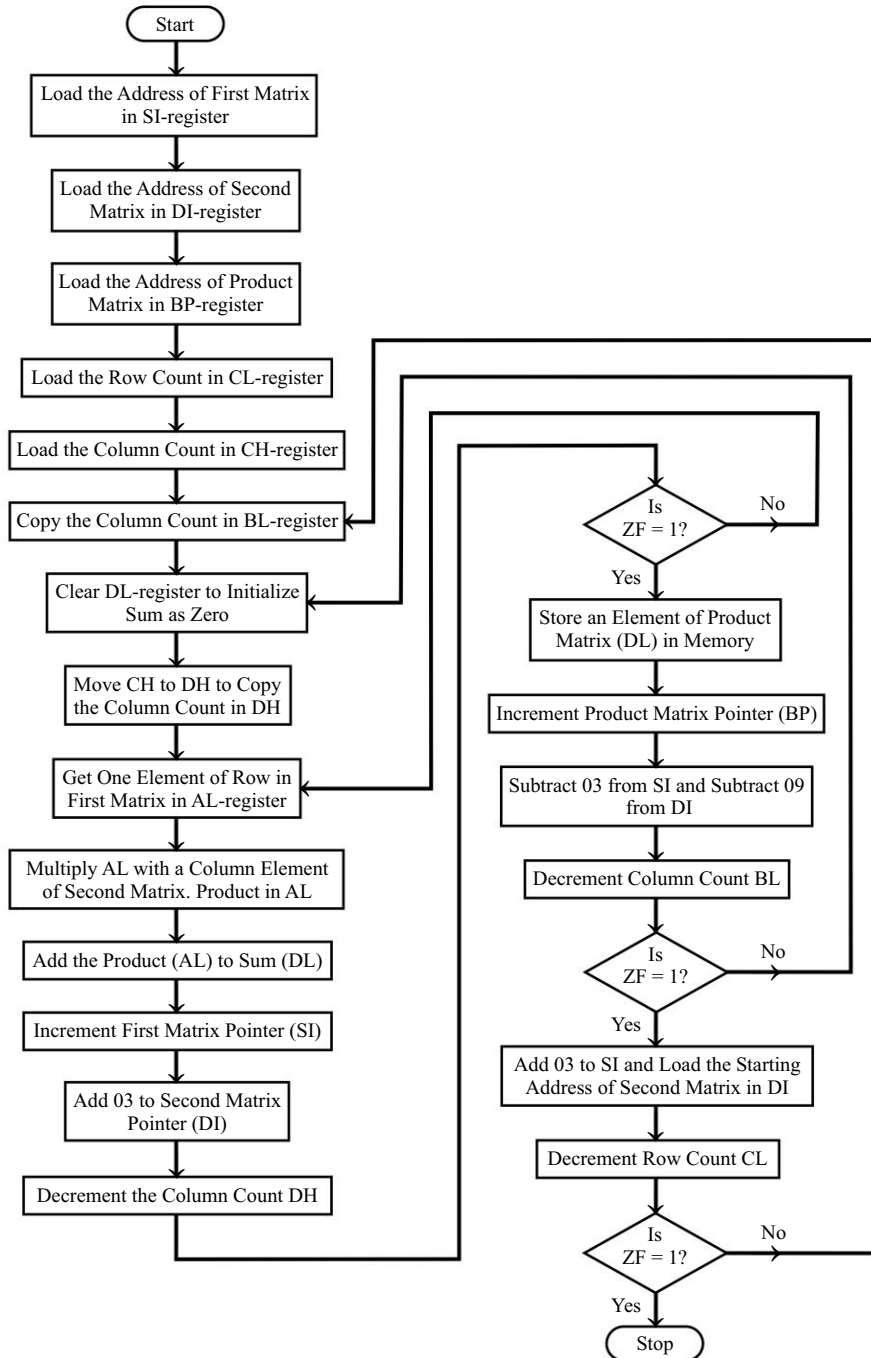 Start
Load the Address of First Matrix
in SI-register
Load the Address of Second
Matrix in DI-register
Load the Address of Product
Matrix in BP-register
Load the Row Count in CL-register
Load the Column Count in CH-register
Copy the Column Count in BL-register
Clear DL-register to Initialize
Sum as Zero
Move CH to DH to Copy
the Column Count in DH
Get One Element of Row in
First Matrix in AL-register
Multiply AL with a Column Element
of Second Matrix. Product in AL
Add the Product (AL) to Sum (DL)
Increment First Matrix Pointer (SI)
Add 03 to Second Matrix
Pointer (DI)
Decrement the Column Count DH
Is
ZF = 1?
No
Yes
Store an Element of Product
Matrix (DL) in Memory
Increment Product Matrix Pointer (BP)
Subtract 03 from SI and Subtract 09
from DI
Decrement Column Count BL
Is
ZF = 1?
No
Yes
Add 03 to SI and Load the Starting
Address of Second Matrix in DI
Decrement Row Count CL
Is
ZF = 1?
No
Yes
Stop